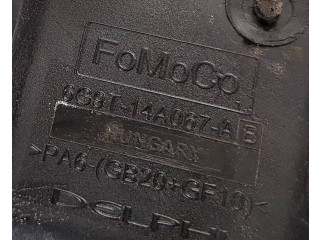 FoMoCo
6G9T-14A067-A B
HUNGARY
>PA6-(GB20+GF10)<
DELPHI